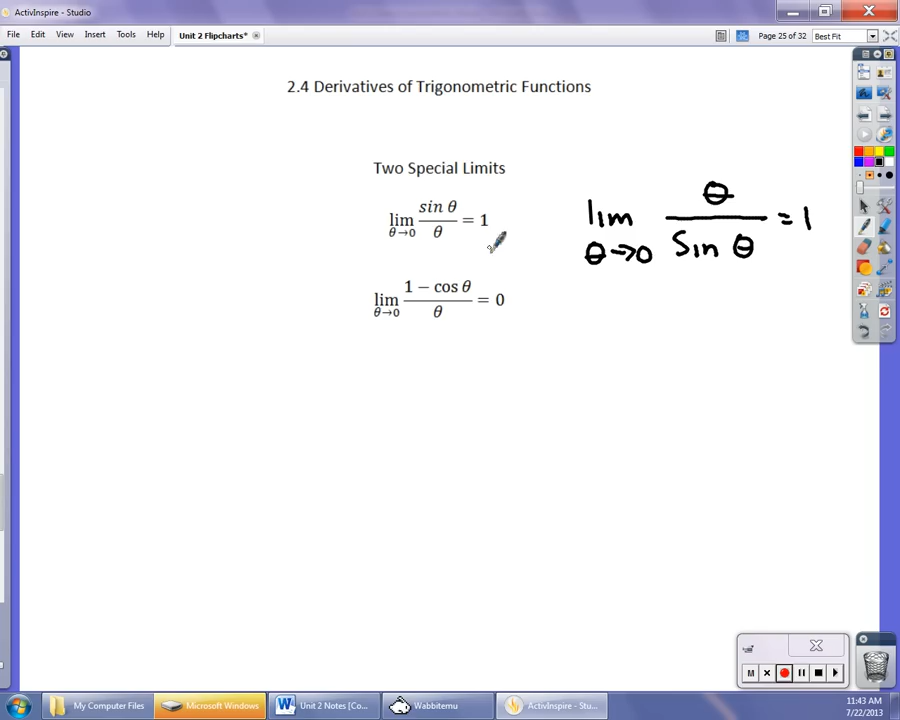 ActivInspire - Studio
File Edit View Insert Tools Help Unit 2 Flipcharts* Page 25 of 32 Best Fit
2.4 Derivatives of Trigonometric Functions
Two Special Limits
lim θ→0 sin θ / θ = 1
lim θ→0 θ / Sin θ = 1
lim θ→0 1 − cos θ / θ = 0
M
My Computer Files Microsoft Windows Unit 2 Notes [Co... Wabbitemu ActivInspire - Stu...
11:43 AM
7/22/2013